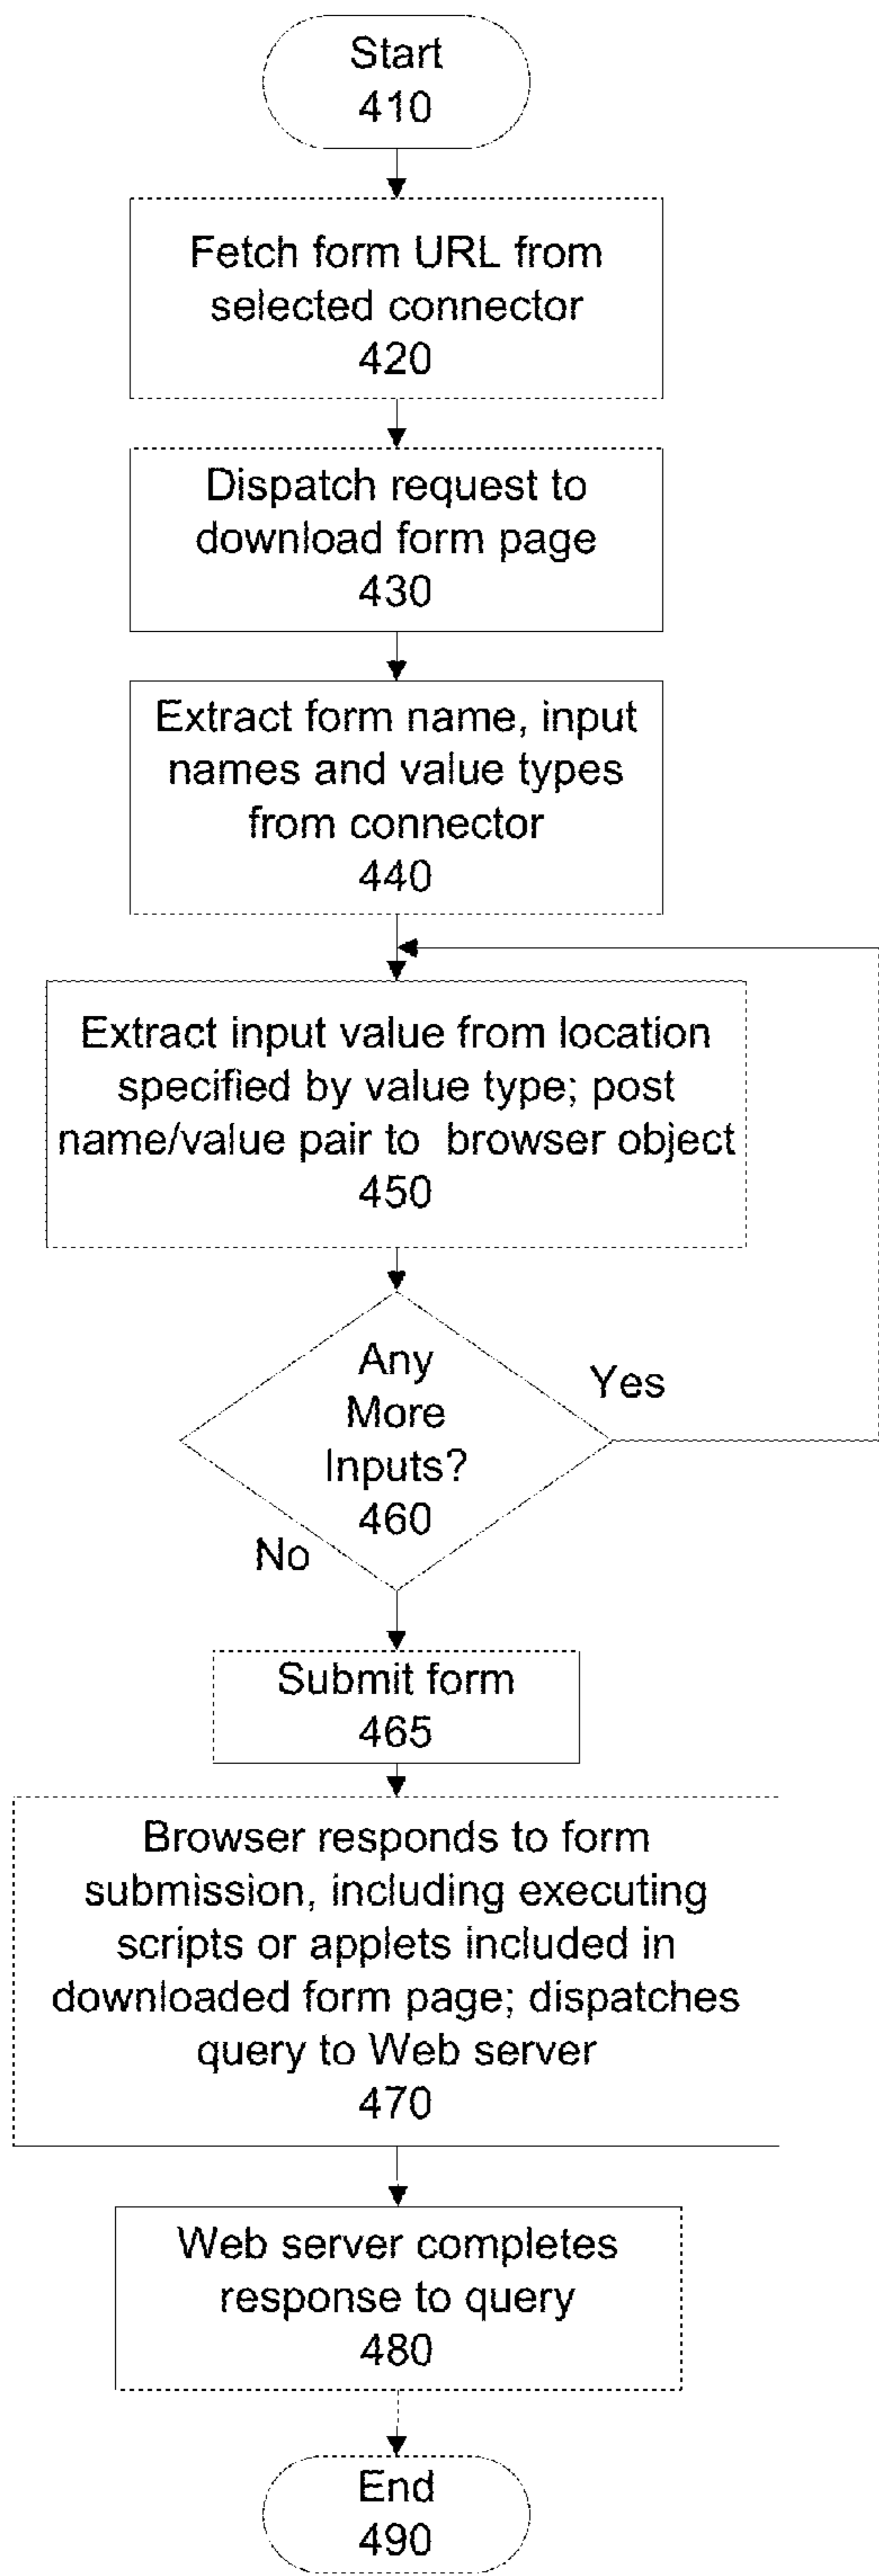 Start
410
Fetch form URL from
selected connector
420
Dispatch request to
download form page
430
Extract form name, input
names and value types
from connector
440
Extract input value from location
specified by value type; post
name/value pair to browser object
450
Any
More
Inputs?
460
Yes
No
Submit form
465
Browser responds to form
submission, including executing
scripts or applets included in
downloaded form page; dispatches
query to Web server
470
Web server completes
response to query
480
End
490